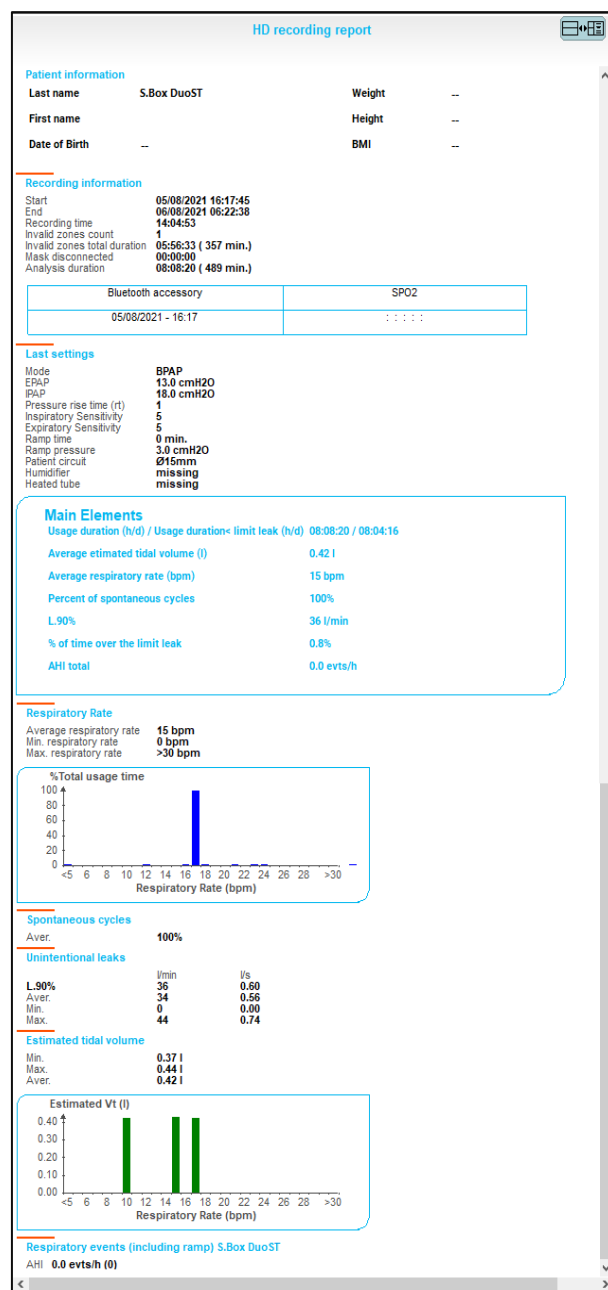 HD recording report
Patient information
Last name S.Box DuoST Weight --
First name Height --
Date of Birth -- BMI --
Recording information
Start 05/08/2021 16:17:45
End 06/08/2021 06:22:38
Recording time 14:04:53
Invalid zones count 1
Invalid zones total duration 05:56:33 ( 357 min.)
Mask disconnected 00:00:00
Analysis duration 08:08:20 ( 489 min.)
Bluetooth accessory SPO2
05/08/2021 - 16:17 : : : : :
Last settings
Mode BPAP
EPAP 13.0 cmH2O
IPAP 18.0 cmH2O
Pressure rise time (rt) 1
Inspiratory Sensitivity 5
Expiratory Sensitivity 5
Ramp time 0 min.
Ramp pressure 3.0 cmH2O
Patient circuit Ø15mm
Humidifier missing
Heated tube missing
Main Elements
Usage duration (h/d) / Usage duration< limit leak (h/d) 08:08:20 / 08:04:16
Average etimated tidal volume (l) 0.42 l
Average respiratory rate (bpm) 15 bpm
Percent of spontaneous cycles 100%
L.90% 36 l/min
% of time over the limit leak 0.8%
AHI total 0.0 evts/h
Respiratory Rate
Average respiratory rate 15 bpm
Min. respiratory rate 0 bpm
Max. respiratory rate >30 bpm
%Total usage time
100
80
60
40
20
0
<5 6 8 10 12 14 16 18 20 22 24 26 28 >30
Respiratory Rate (bpm)
Spontaneous cycles
Aver. 100%
Unintentional leaks
l/min l/s
L.90% 36 0.60
Aver. 34 0.56
Min. 0 0.00
Max. 44 0.74
Estimated tidal volume
Min. 0.37 l
Max. 0.44 l
Aver. 0.42 l
Estimated Vt (l)
0.40
0.30
0.20
0.10
0.00
<5 6 8 10 12 14 16 18 20 22 24 26 28 >30
Respiratory Rate (bpm)
Respiratory events (including ramp) S.Box DuoST
AHI 0.0 evts/h (0)